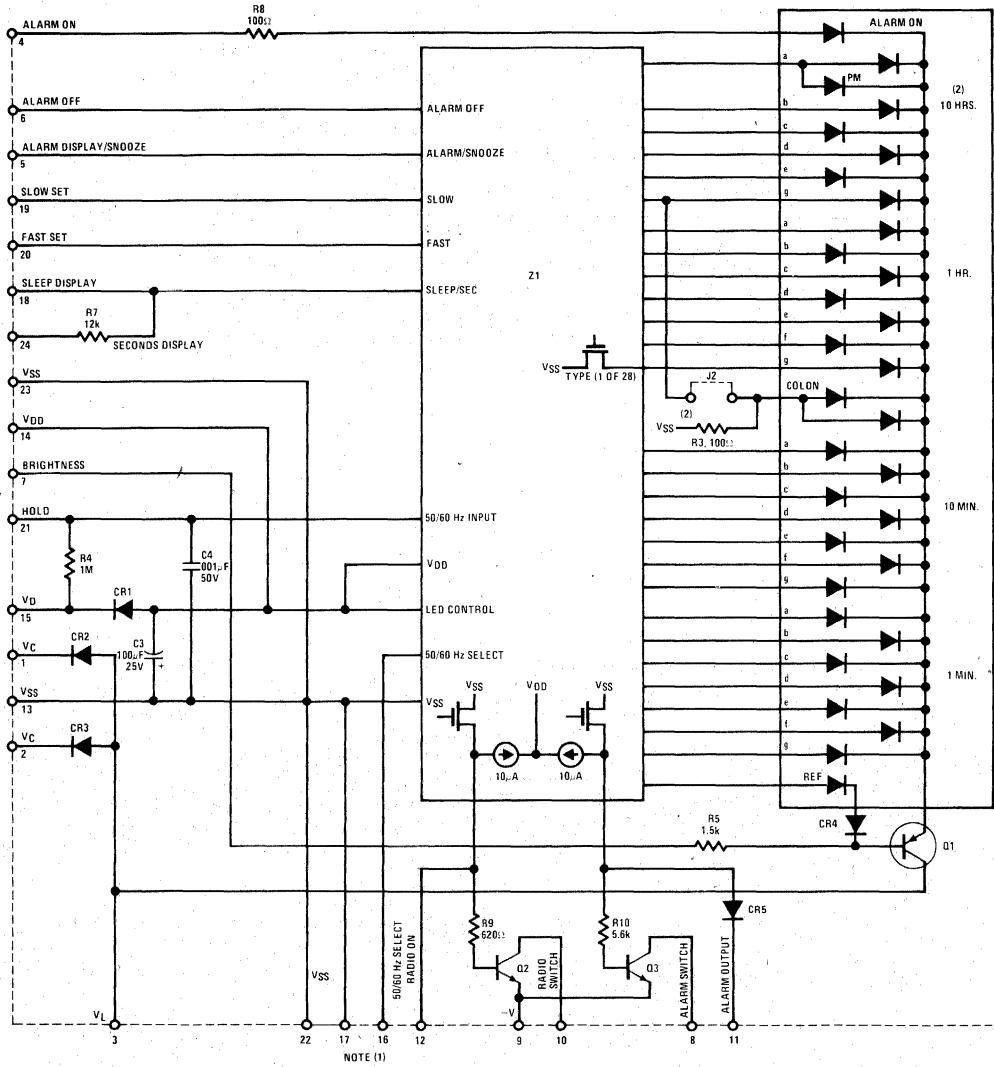 R8
100Ω
ALARM ON
4
ALARM ON
a
PM
(2)
10 HRS.
ALARM OFF
6
ALARM OFF
b
c
ALARM DISPLAY/SNOOZE
5
ALARM/SNOOZE
d
e
SLOW SET
19
SLOW
g
FAST SET
20
FAST
a
b
Z1
c
1 HR.
SLEEP DISPLAY
18
SLEEP/SEC
d
R7
12k
e
24
SECONDS DISPLAY
f
VSS
TYPE (1 OF 28)
g
VSS
23
J2
COLON
(2)
VDD
14
VSS
R3, 100Ω
a
BRIGHTNESS
7
b
c
10 MIN.
HOLD
21
50/60 Hz INPUT
d
e
R4
1M
C4
001μF
50V
VDD
f
g
VD
15
CR1
LED CONTROL
a
b
VC
1
CR2
C3
100μF
25V
+
50/60 Hz SELECT
c
1 MIN.
d
VSS
13
VSS
VSS
VDD
VSS
e
f
VC
2
CR3
g
10μA
10μA
REF
CR4
R5
1.5k
Q1
50/60 Hz SELECT
RADIO ON
R9
620Ω
Q2
RADIO
SWITCH
R10
5.6k
Q3
ALARM SWITCH
CR5
ALARM OUTPUT
VSS
VL
-V
3
22
17
16
12
9
10
8
11
NOTE (1)